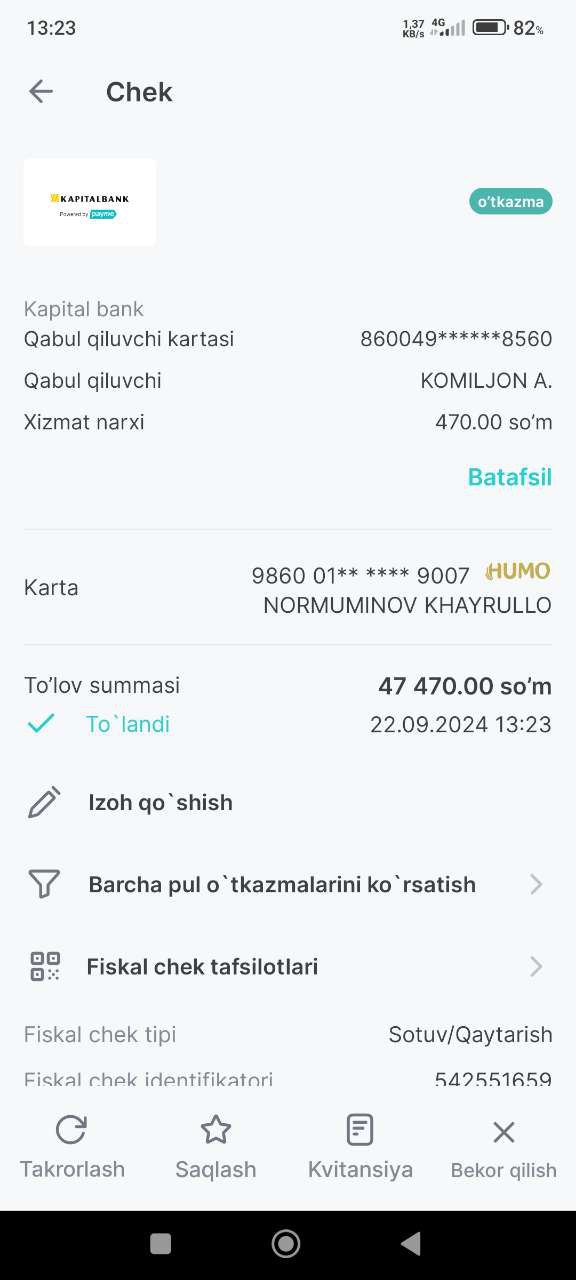 13:23
1,37 KB/s 4G 82%
Chek
KAPITALBANK
Powered by payme
o'tkazma
Kapital bank
Qabul qiluvchi kartasi 860049******8560
Qabul qiluvchi KOMILJON A.
Xizmat narxi 470.00 so'm
Batafsil
Karta 9860 01** **** 9007 HUMO
NORMUMINOV KHAYRULLO
To'lov summasi 47 470.00 so'm
To`landi 22.09.2024 13:23
Izoh qo`shish
Barcha pul o`tkazmalarini ko`rsatish
Fiskal chek tafsilotlari
Fiskal chek tipi Sotuv/Qaytarish
Fiskal chek identifikatori 542551659
Takrorlash Saqlash Kvitansiya Bekor qilish